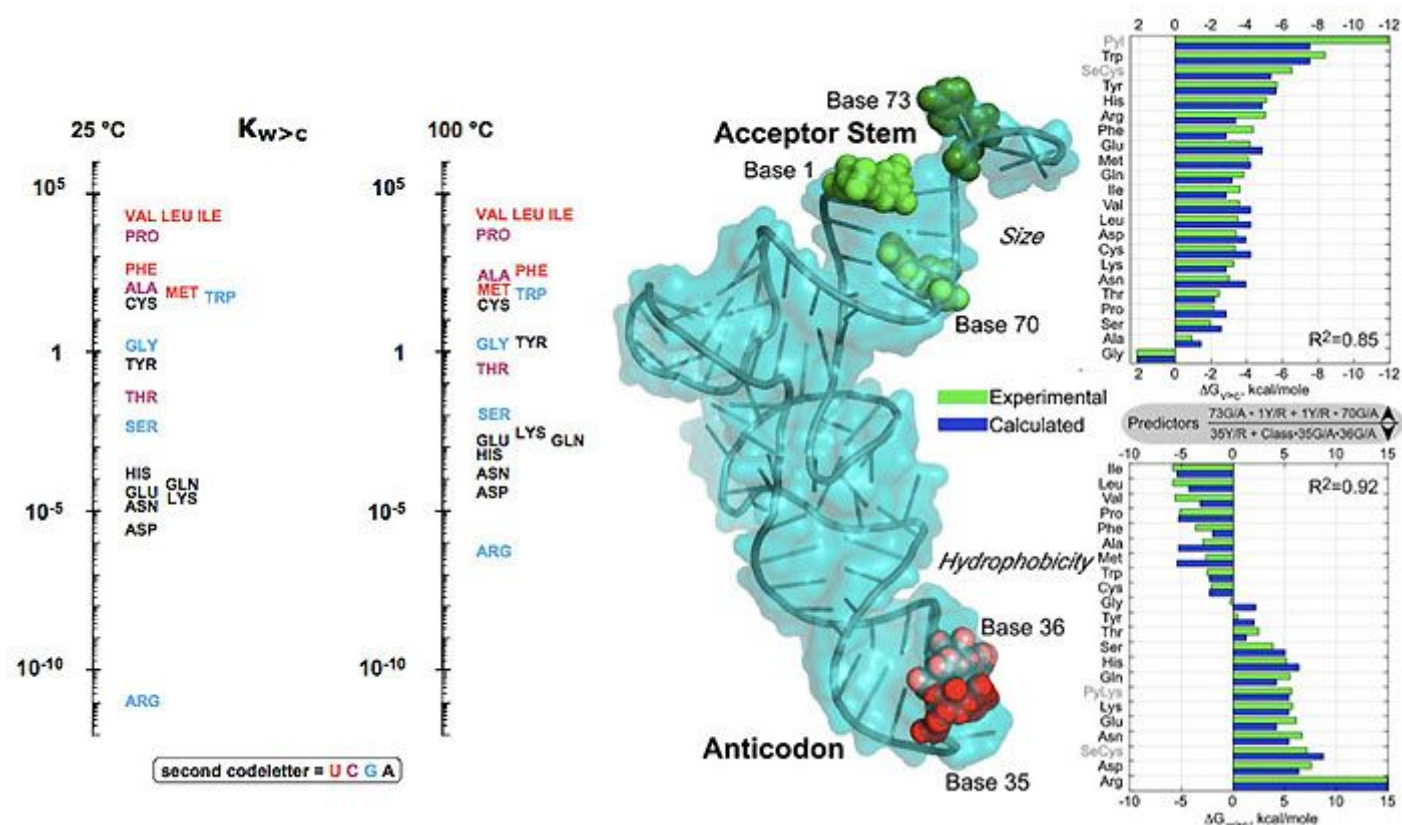 25 °C
K w>c
100 °C
10⁵
VAL LEU ILE
PRO
PHE
ALA
MET
TRP
CYS
GLY
1
TYR
THR
SER
HIS
GLN
GLU
LYS
ASN
10⁻⁵
ASP
10⁻¹⁰
ARG
10⁵
VAL LEU ILE
PRO
ALA PHE
MET
TRP
CYS
GLY TYR
1
THR
SER
LYS
GLU
GLN
HIS
ASN
10⁻⁵
ASP
ARG
10⁻¹⁰
second codeletter = U C G A
Base 73
Acceptor Stem
Base 1
Size
Base 70
Hydrophobicity
Base 36
Anticodon
Base 35
Experimental
Calculated
2 0 -2 -4 -6 -8 -10 -12
Pyl
Trp
SeCys
Tyr
His
Arg
Phe
Glu
Met
Gln
Ile
Val
Leu
Asp
Cys
Lys
Asn
Thr
Pro
Ser
Ala
Gly
R²=0.85
2 0 -2 -4 -6 -8 -10 -12
ΔG v>c, kcal/mole
Predictors
73G/A • 1Y/R + 1Y/R • 70G/A
35Y/R + Class•35G/A•36G/A
-10 -5 0 5 10 15
Ile
Leu
Val
Pro
Phe
Ala
Met
Trp
Cys
Gly
Tyr
Thr
Ser
His
Gln
PyLys
Lys
Glu
Asn
SeCys
Asp
Arg
R²=0.92
-10 -5 0 5 10 15
kcal/mole